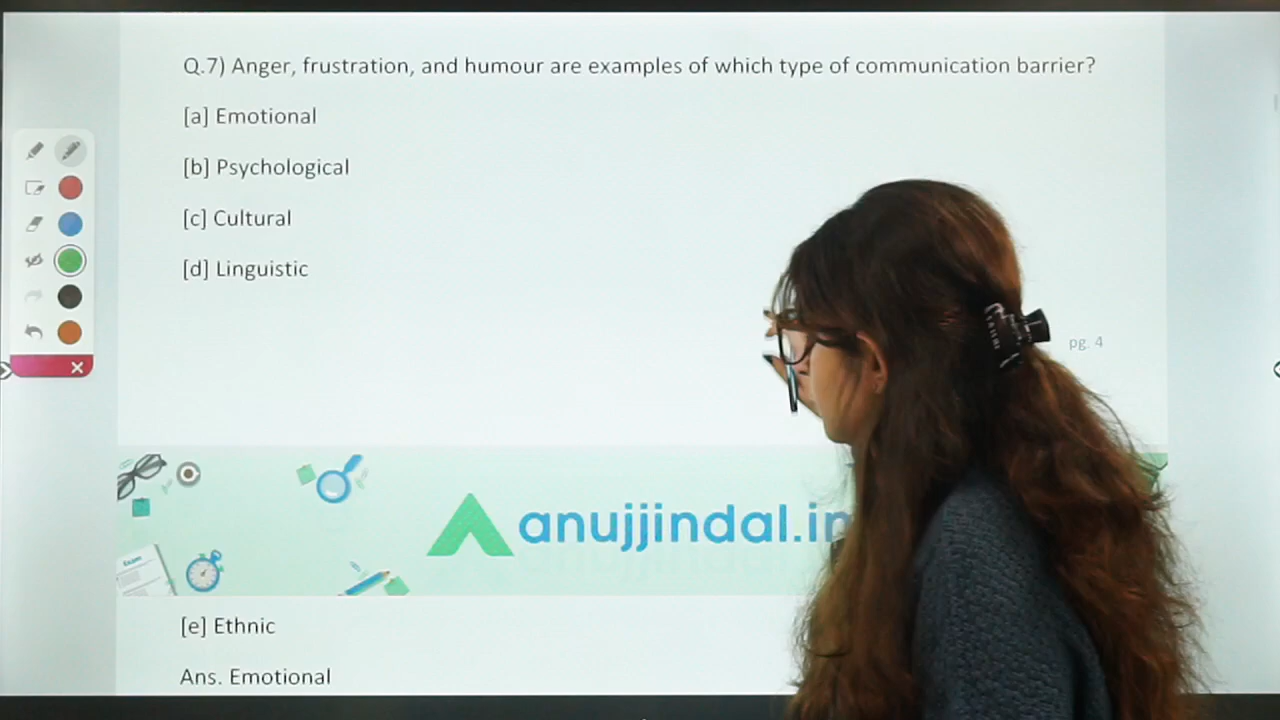 Q.7) Anger, frustration, and humour are examples of which type of communication barrier?
[a] Emotional
[b] Psychological
[c] Cultural
[d] Linguistic
pg. 4
anujjindal.in
[e] Ethnic
Ans. Emotional